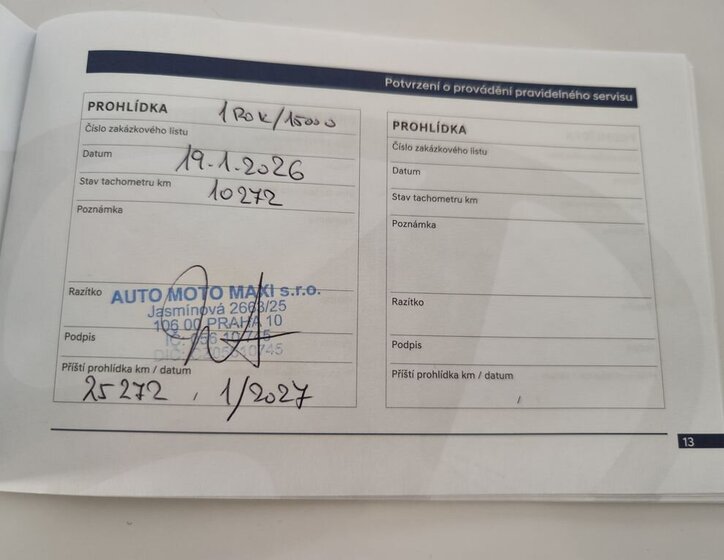 Potvrzení o provádění pravidelného servisu
PROHLÍDKA 1 ROK/15000
Číslo zakázkového listu
Datum 19.1.2026
Stav tachometru km 10272
Poznámka
Razítko AUTO MOTO MAXI s.r.o.
Jasmínová 2663/25
106 00 PRAHA 10
Podpis
Příští prohlídka km / datum
25272 , 1/2027
PROHLÍDKA
Číslo zakázkového listu
Datum
Stav tachometru km
Poznámka
Razítko
Podpis
Příští prohlídka km / datum
/
13